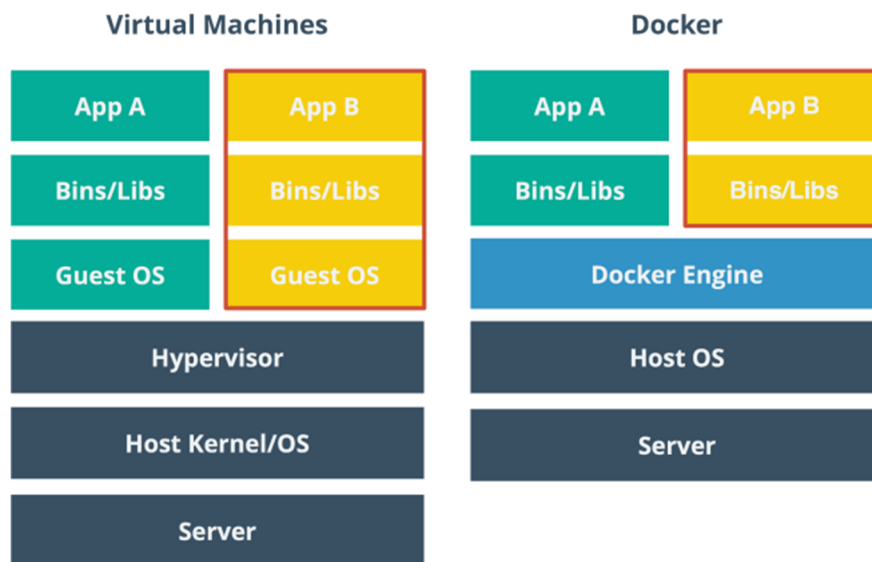 Virtual Machines
App A
App B
Bins/Libs
Bins/Libs
Guest OS
Guest OS
Hypervisor
Host Kernel/OS
Server
Docker
App A
App B
Bins/Libs
Bins/Libs
Docker Engine
Host OS
Server